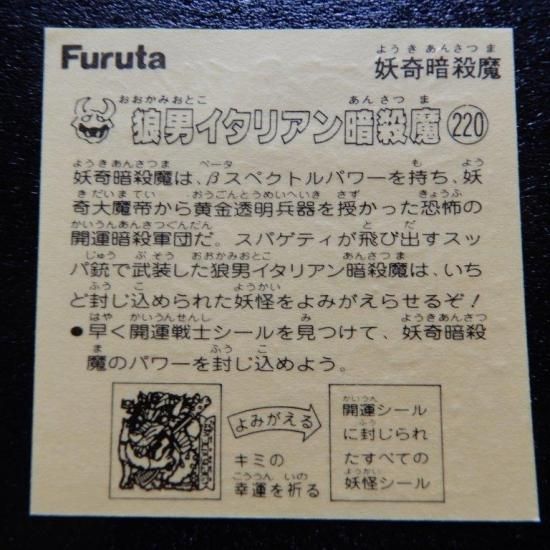 Furuta
妖奇暗殺魔
狼男イタリアン暗殺魔 220
妖奇暗殺魔は、βスペクトルパワーを持ち、妖
奇大魔帝から黄金透明兵器を授かった恐怖の
開運暗殺軍団だ。スパゲティが飛び出すスッ
パ銃で武装した狼男イタリアン暗殺魔は、いち
ど封じ込められた妖怪をよみがえらせるぞ!
●早く開運戦士シールを見つけて、妖奇暗殺
魔のパワーを封じ込めよう。
よみがえる
キミの
幸運を祈る
開運シール
に封じられ
たすべての
妖怪シール